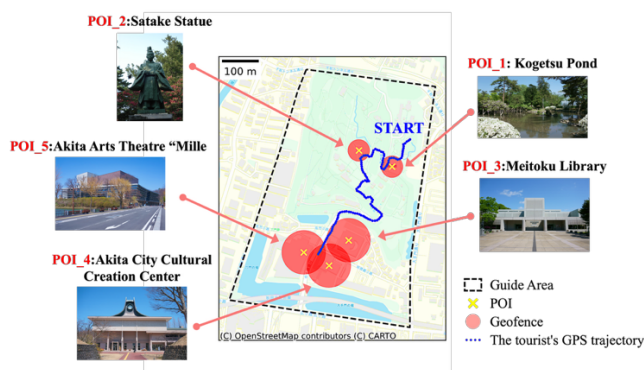 POI_2:Satake Statue
100 m
POI_1: Kogetsu Pond
START
POI_5:Akita Arts Theatre “Mille
POI_3:Meitoku Library
POI_4:Akita City Cultural
Creation Center
Guide Area
POI
Geofence
The tourist's GPS trajectory
(C) OpenStreetMap contributors (C) CARTO